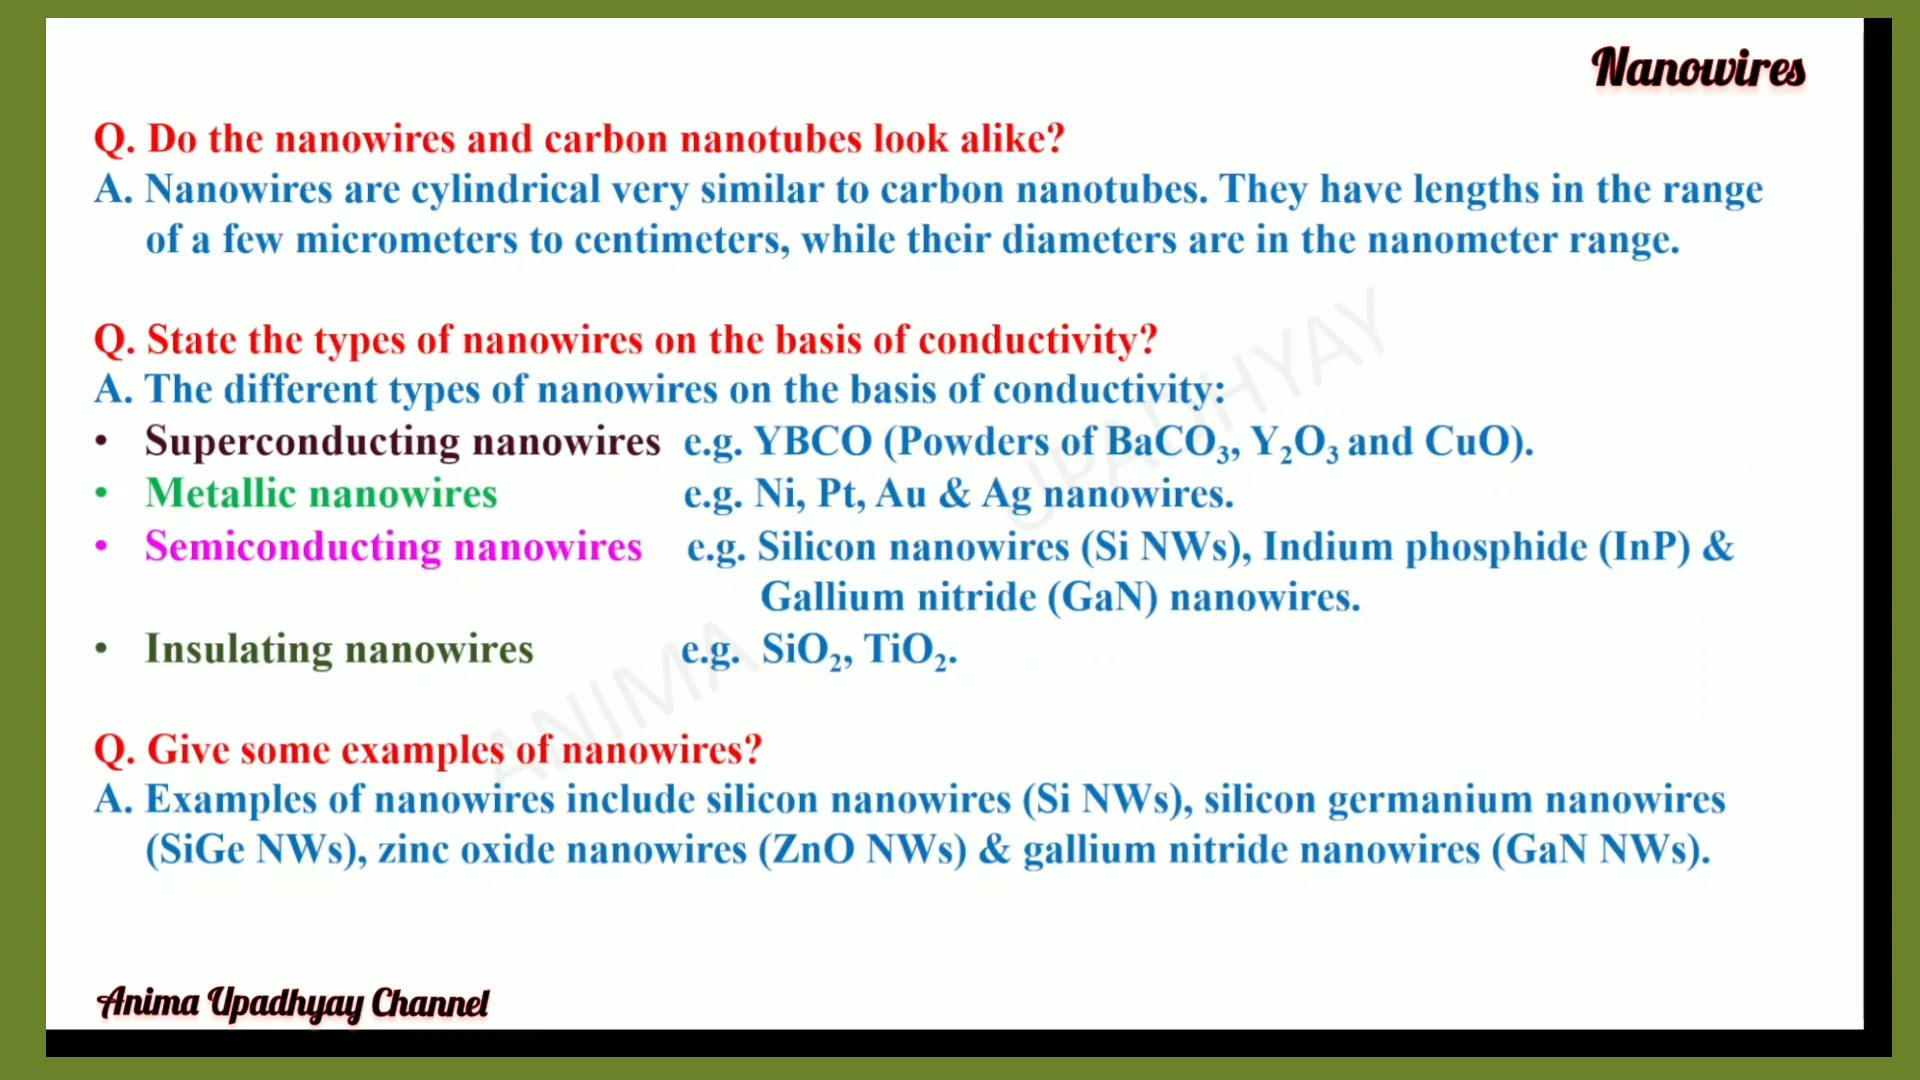 Nanowires
Q. Do the nanowires and carbon nanotubes look alike?
A. Nanowires are cylindrical very similar to carbon nanotubes. They have lengths in the range
of a few micrometers to centimeters, while their diameters are in the nanometer range.
Q. State the types of nanowires on the basis of conductivity?
A. The different types of nanowires on the basis of conductivity:
• Superconducting nanowires e.g. YBCO (Powders of BaCO₃, Y₂O₃ and CuO).
• Metallic nanowires e.g. Ni, Pt, Au & Ag nanowires.
• Semiconducting nanowires e.g. Silicon nanowires (Si NWs), Indium phosphide (InP) &
Gallium nitride (GaN) nanowires.
• Insulating nanowires e.g. SiO₂, TiO₂.
Q. Give some examples of nanowires?
A. Examples of nanowires include silicon nanowires (Si NWs), silicon germanium nanowires
(SiGe NWs), zinc oxide nanowires (ZnO NWs) & gallium nitride nanowires (GaN NWs).
ANIMA UPADHYAY
Anima Upadhyay Channel